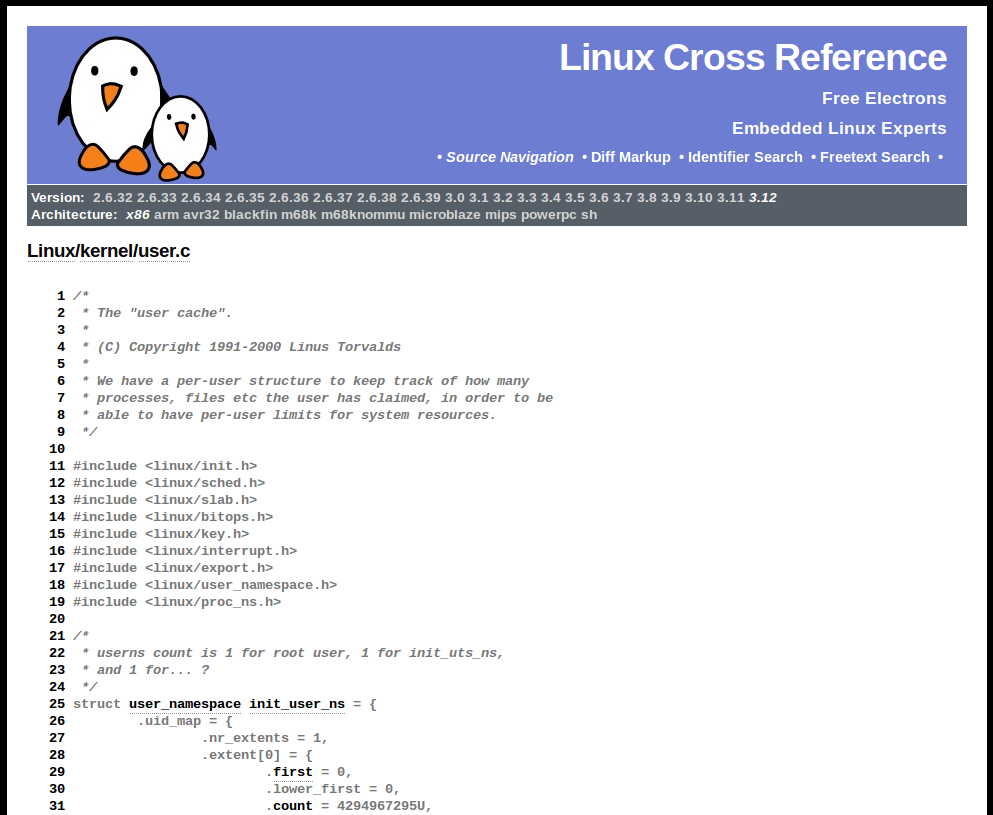 Linux Cross Reference
Free Electrons
Embedded Linux Experts
• Source Navigation • Diff Markup • Identifier Search • Freetext Search •
Version: 2.6.32 2.6.33 2.6.34 2.6.35 2.6.36 2.6.37 2.6.38 2.6.39 3.0 3.1 3.2 3.3 3.4 3.5 3.6 3.7 3.8 3.9 3.10 3.11 3.12
Architecture: x86 arm avr32 blackfin m68k m68knommu microblaze mips powerpc sh
Linux/kernel/user.c
1 /*
2  * The "user cache".
3  *
4  * (C) Copyright 1991-2000 Linus Torvalds
5  *
6  * We have a per-user structure to keep track of how many
7  * processes, files etc the user has claimed, in order to be
8  * able to have per-user limits for system resources.
9  */
10
11 #include <linux/init.h>
12 #include <linux/sched.h>
13 #include <linux/slab.h>
14 #include <linux/bitops.h>
15 #include <linux/key.h>
16 #include <linux/interrupt.h>
17 #include <linux/export.h>
18 #include <linux/user_namespace.h>
19 #include <linux/proc_ns.h>
20
21 /*
22  * userns count is 1 for root user, 1 for init_uts_ns,
23  * and 1 for... ?
24  */
25 struct user_namespace init_user_ns = {
26         .uid_map = {
27                 .nr_extents = 1,
28                 .extent[0] = {
29                         .first = 0,
30                         .lower_first = 0,
31                         .count = 4294967295U,